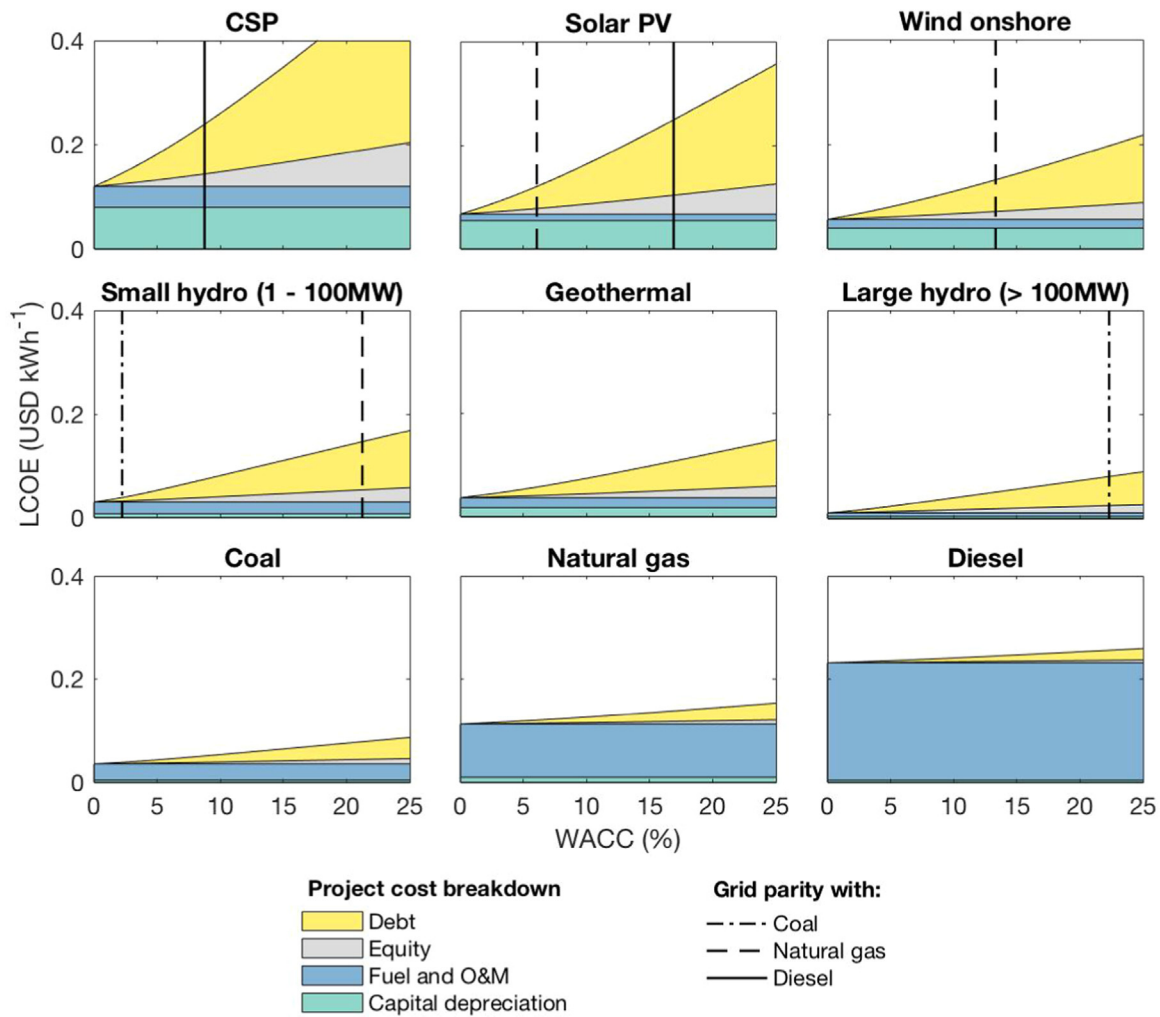 CSP
Solar PV
Wind onshore
0.4
0.2
0
Small hydro (1 - 100MW)
Geothermal
Large hydro (> 100MW)
LCOE (USD kWh⁻¹)
0.4
0.2
0
Coal
Natural gas
Diesel
0.4
0.2
0
0 5 10 15 20 25
0 5 10 15 20 25
0 5 10 15 20 25
WACC (%)
Project cost breakdown
Debt
Equity
Fuel and O&M
Capital depreciation
Grid parity with:
Coal
Natural gas
Diesel